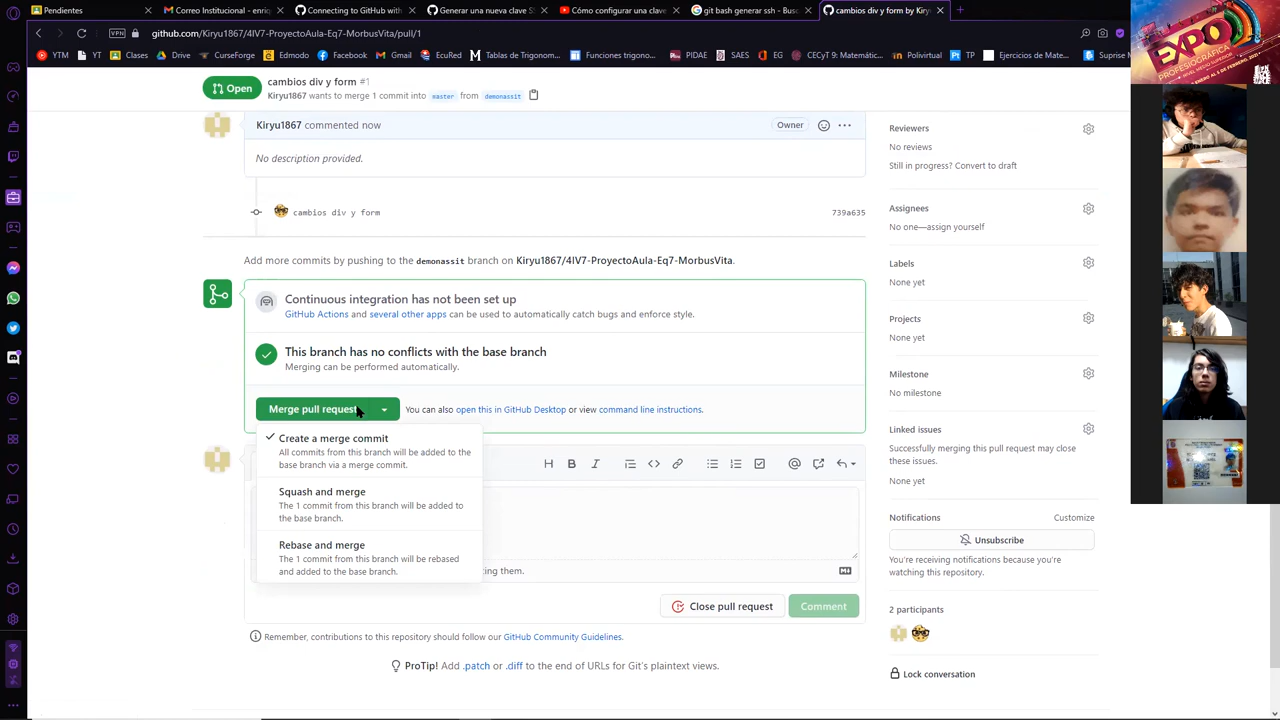 Pendientes
Correo Institucional - enriq
Connecting to GitHub with
Generar una nueva clave S
Cómo configurar una clave
git bash generar ssh - Busc
cambios div y form by Kiry
VPN
github.com/Kiryu1867/4IV7-ProyectoAula-Eq7-MorbusVita/pull/1
YTM
YT
Clases
Drive
CurseForge
Edmodo
Facebook
Gmail
EcuRed
Tablas de Trigonom...
Funciones trigono...
PIDAE
SAES
EG
CECyT 9: Matemátic...
Polivirtual
TP
Ejercicios de Mate...
Suprise M
EXPO
PROFESIOGRÁFICA
Open
cambios div y form #1
Kiryu1867 wants to merge 1 commit into master from demonassit
Kiryu1867 commented now
Owner
No description provided.
cambios div y form
739a635
Add more commits by pushing to the demonassit branch on Kiryu1867/4IV7-ProyectoAula-Eq7-MorbusVita.
Continuous integration has not been set up
GitHub Actions and several other apps can be used to automatically catch bugs and enforce style.
This branch has no conflicts with the base branch
Merging can be performed automatically.
Merge pull request
You can also open this in GitHub Desktop or view command line instructions.
Create a merge commit
All commits from this branch will be added to the
base branch via a merge commit.
Squash and merge
The 1 commit from this branch will be added to
the base branch.
Rebase and merge
The 1 commit from this branch will be rebased
and added to the base branch.
ing them.
Close pull request
Comment
Remember, contributions to this repository should follow our GitHub Community Guidelines.
ProTip! Add .patch or .diff to the end of URLs for Git's plaintext views.
Reviewers
No reviews
Still in progress? Convert to draft
Assignees
No one—assign yourself
Labels
None yet
Projects
None yet
Milestone
No milestone
Linked issues
Successfully merging this pull request may close
these issues.
None yet
Notifications
Customize
Unsubscribe
You're receiving notifications because you're
watching this repository.
2 participants
Lock conversation